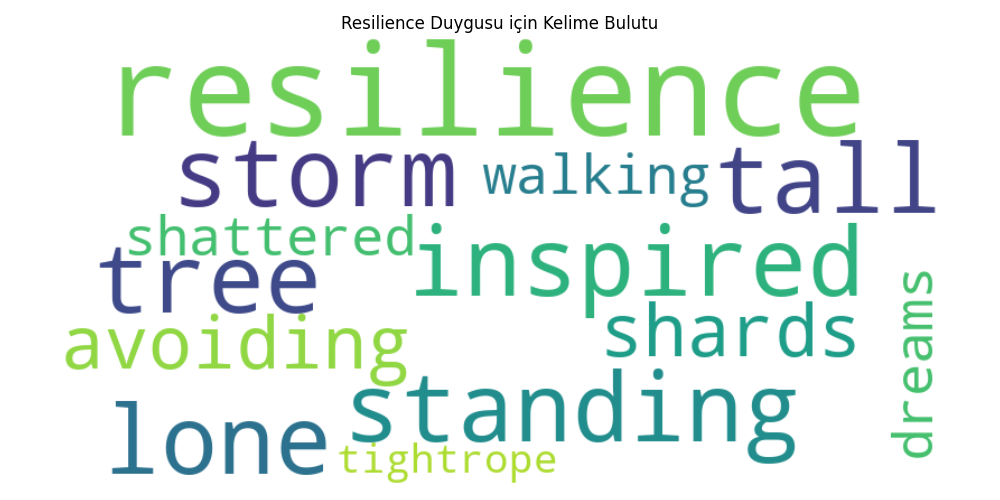 Resilience Duygusu için Kelime Bulutu
resilience
storm walking tall
shattered
tree inspired
avoiding shards
dreams
lone standing
tightrope